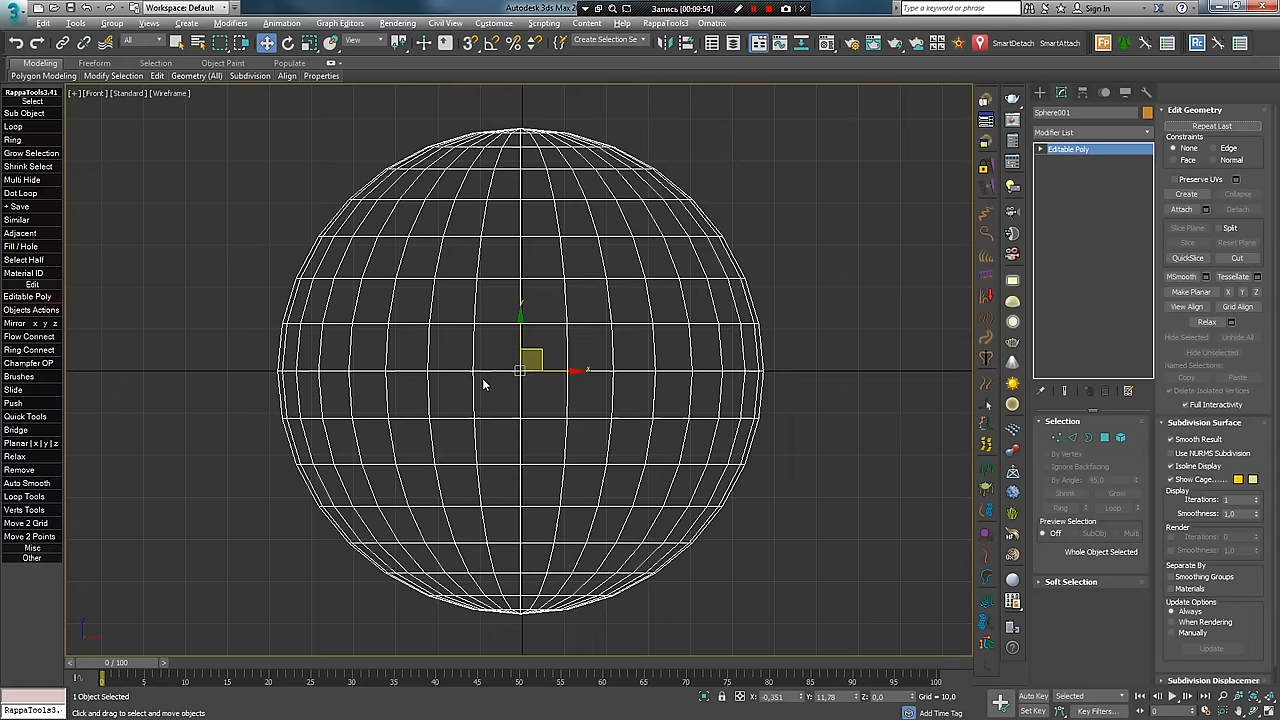 Workspace: Default
Autodesk 3ds Max 2
Запись [00:09:54]
Type a keyword or phrase
Sign In
Edit Tools Group Views Create Modifiers Animation Graph Editors Rendering Civil View Customize Scripting Content Help RappaTools3 Ornatrix
All
View
Create Selection Se
SmartDetach SmartAttach
Modeling Freeform Selection Object Paint Populate
Polygon Modeling Modify Selection Edit Geometry (All) Subdivision Align Properties
RappaTools3.41
Select
Sub Object
Loop
Ring
Grow Selection
Shrink Select
Multi Hide
Dot Loop
+ Save
Similar
Adjacent
Fill / Hole
Select Half
Material ID
Edit
Editable Poly
Objects Actions
Mirror x y z
Flow Connect
Ring Connect
Champfer OP
Brushes
Slide
Push
Quick Tools
Bridge
Planar | x | y | z
Relax
Remove
Auto Smooth
Loop Tools
Verts Tools
Move 2 Grid
Move 2 Points
Misc
Other
[+] [Front] [Standard] [Wireframe]
x
Sphere001
Modifier List
Editable Poly
Selection
By Vertex
Ignore Backfacing
By Angle: 45,0
Shrink Grow
Ring Loop
Preview Selection
Off SubObj Multi
Whole Object Selected
Soft Selection
Edit Geometry
Repeat Last
Constraints
None Edge
Face Normal
Preserve UVs
Create Collapse
Attach Detach
Slice Plane Split
Slice Reset Plane
QuickSlice Cut
MSmooth Tessellate
Make Planar X Y Z
View Align Grid Align
Relax
Hide Selected Unhide All
Hide Unselected
Named Selections:
Copy Paste
Delete Isolated Vertices
Full Interactivity
Subdivision Surface
Smooth Result
Use NURMS Subdivision
Isoline Display
Show Cage......
Display
Iterations: 1
Smoothness: 1,0
Render
Iterations: 0
Smoothness: 1,0
Separate By
Smoothing Groups
Materials
Update Options
Always
When Rendering
Manually
Update
Subdivision Displacemer
0 / 100
0 5 10 15 20 25 30 35 40 45 50 55 60 65 70 75 80 85 90 95 100
1 Object Selected
X: -0,351 Y: 11,78 Z: 0,0 Grid = 10,0
Auto Key Selected
RappaTools3.
Click and drag to select and move objects
Add Time Tag
Set Key Key Filters... 0